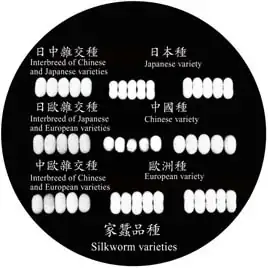 日中雜交種
Interbreed of Chinese
and Japanese varieties
日本種
Japanese variety
日歐雜交種
Interbreed of Japanese
and European varieties
中國種
Chinese variety
中歐雜交種
Interbreed of Chinese
and European varieties
歐洲種
European variety
家蠶品種
Silkworm varieties